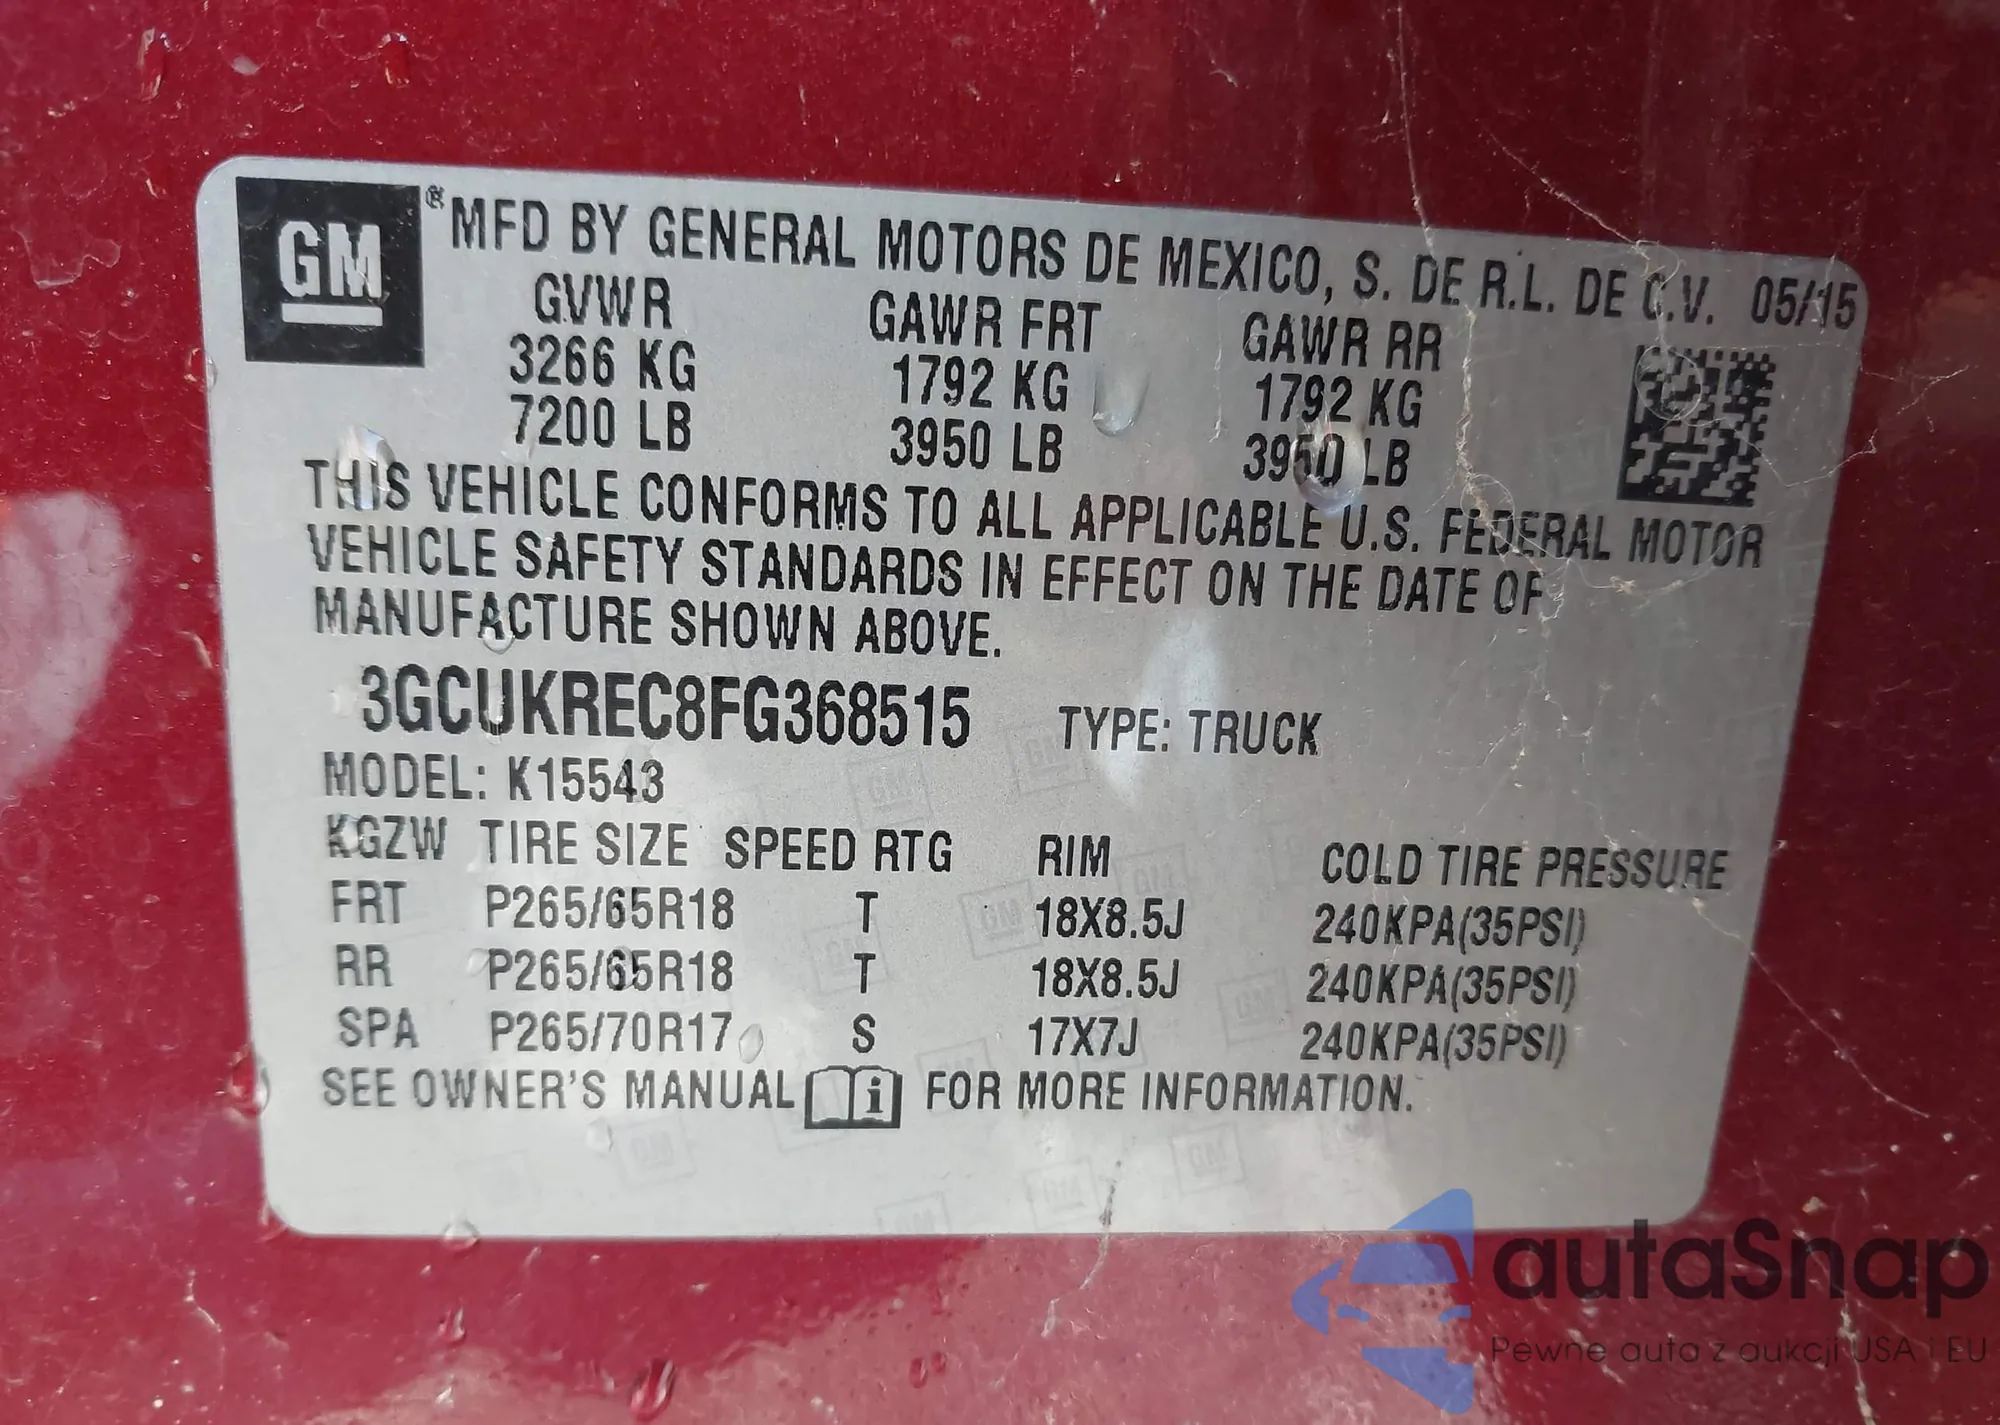 GM ® MFD BY GENERAL MOTORS DE MEXICO, S. DE R.L. DE C.V. 05/15
GVWR GAWR FRT GAWR RR
3266 KG 1792 KG 1792 KG
7200 LB 3950 LB 3950 LB
THIS VEHICLE CONFORMS TO ALL APPLICABLE U.S. FEDERAL MOTOR
VEHICLE SAFETY STANDARDS IN EFFECT ON THE DATE OF
MANUFACTURE SHOWN ABOVE.
3GCUKREC8FG368515 TYPE: TRUCK
MODEL: K15543
KGZW TIRE SIZE SPEED RTG RIM COLD TIRE PRESSURE
FRT P265/65R18 T 18X8.5J 240KPA(35PSI)
RR P265/65R18 T 18X8.5J 240KPA(35PSI)
SPA P265/70R17 S 17X7J 240KPA(35PSI)
SEE OWNER'S MANUAL i FOR MORE INFORMATION.
autaSnap
Pewne auta z aukcji USA i EU